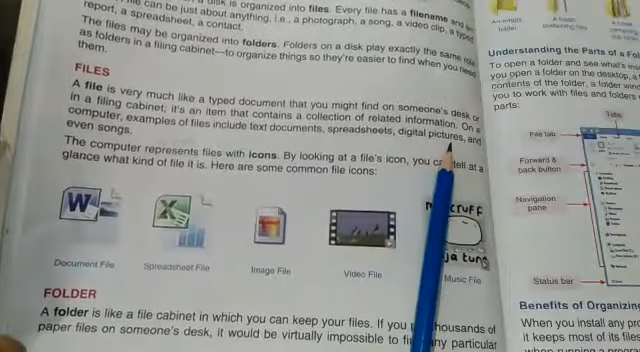 disk is organized into files. Every file has a filename and
file can be just about anything, i.e., a photograph, a song, a video clip, a typed
report, a spreadsheet, a contact.
The files may be organized into folders. Folders on a disk play exactly the same role
as folders in a filing cabinet—to organize things so they're easier to find when you need
them.
FILES
A file is very much like a typed document that you might find on someone's desk or
in a filing cabinet; it's an item that contains a collection of related information. On a
computer, examples of files include text documents, spreadsheets, digital pictures, and
even songs.
The computer represents files with icons. By looking at a file's icon, you can tell at a
glance what kind of file it is. Here are some common file icons:
W
X
Document File
Spreadsheet File
Image File
Video File
Music File
FOLDER
A folder is like a file cabinet in which you can keep your files. If you thousands of
paper files on someone's desk, it would be virtually impossible to any particular
An empty
folder
A folder
Understanding the Parts of a Fol
To open a folder and see what's
you open a folder on the desktop, a
contents of the folder, a folder
you to work with files and folders
parts:
Tabs
File tab
Forward &
back button
Navigation
pane
Status bar
Benefits of Organizing
When you install any pro
it keeps most of its files